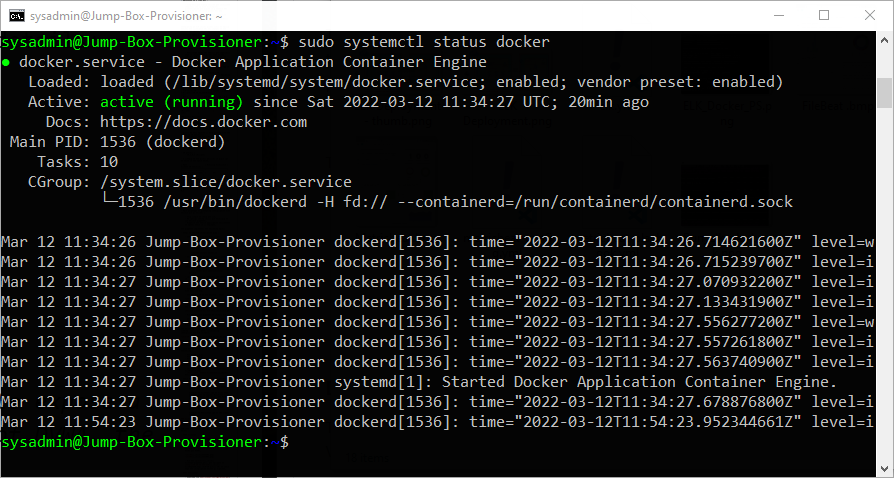 sysadmin@Jump-Box-Provisioner: ~
sysadmin@Jump-Box-Provisioner:~$ sudo systemctl status docker
● docker.service - Docker Application Container Engine
   Loaded: loaded (/lib/systemd/system/docker.service; enabled; vendor preset: enabled)
   Active: active (running) since Sat 2022-03-12 11:34:27 UTC; 20min ago
     Docs: https://docs.docker.com
 Main PID: 1536 (dockerd)
    Tasks: 10
   CGroup: /system.slice/docker.service
           └─1536 /usr/bin/dockerd -H fd:// --containerd=/run/containerd/containerd.sock
Mar 12 11:34:26 Jump-Box-Provisioner dockerd[1536]: time="2022-03-12T11:34:26.714621600Z" level=w
Mar 12 11:34:26 Jump-Box-Provisioner dockerd[1536]: time="2022-03-12T11:34:26.715239700Z" level=i
Mar 12 11:34:27 Jump-Box-Provisioner dockerd[1536]: time="2022-03-12T11:34:27.070932200Z" level=i
Mar 12 11:34:27 Jump-Box-Provisioner dockerd[1536]: time="2022-03-12T11:34:27.133431900Z" level=i
Mar 12 11:34:27 Jump-Box-Provisioner dockerd[1536]: time="2022-03-12T11:34:27.556277200Z" level=w
Mar 12 11:34:27 Jump-Box-Provisioner dockerd[1536]: time="2022-03-12T11:34:27.557261800Z" level=i
Mar 12 11:34:27 Jump-Box-Provisioner dockerd[1536]: time="2022-03-12T11:34:27.563740900Z" level=i
Mar 12 11:34:27 Jump-Box-Provisioner systemd[1]: Started Docker Application Container Engine.
Mar 12 11:34:27 Jump-Box-Provisioner dockerd[1536]: time="2022-03-12T11:34:27.678876800Z" level=i
Mar 12 11:54:23 Jump-Box-Provisioner dockerd[1536]: time="2022-03-12T11:54:23.952344661Z" level=i
sysadmin@Jump-Box-Provisioner:~$